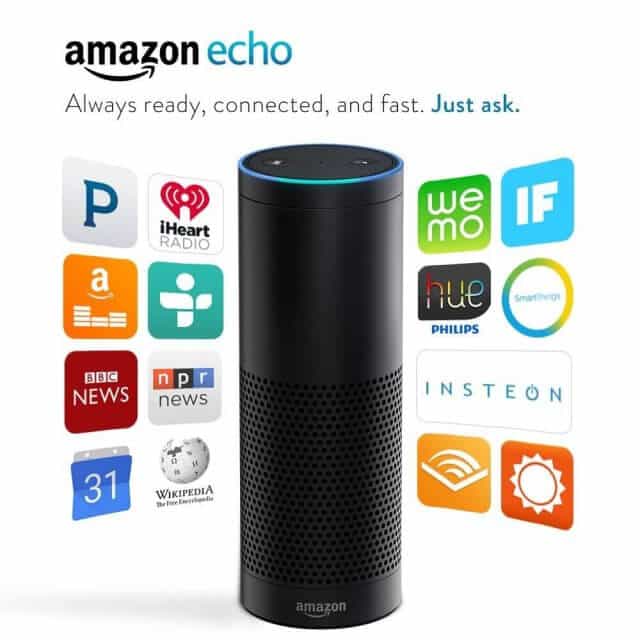 amazon echo
Always ready, connected, and fast. Just ask.
P
iHeart
RADIO
a
BBC
NEWS
npr
news
31
WIKIPEDIA
The Free Encyclopedia
we
mo
IF
hue
PHILIPS
SmartThings
INSTEON
amazon